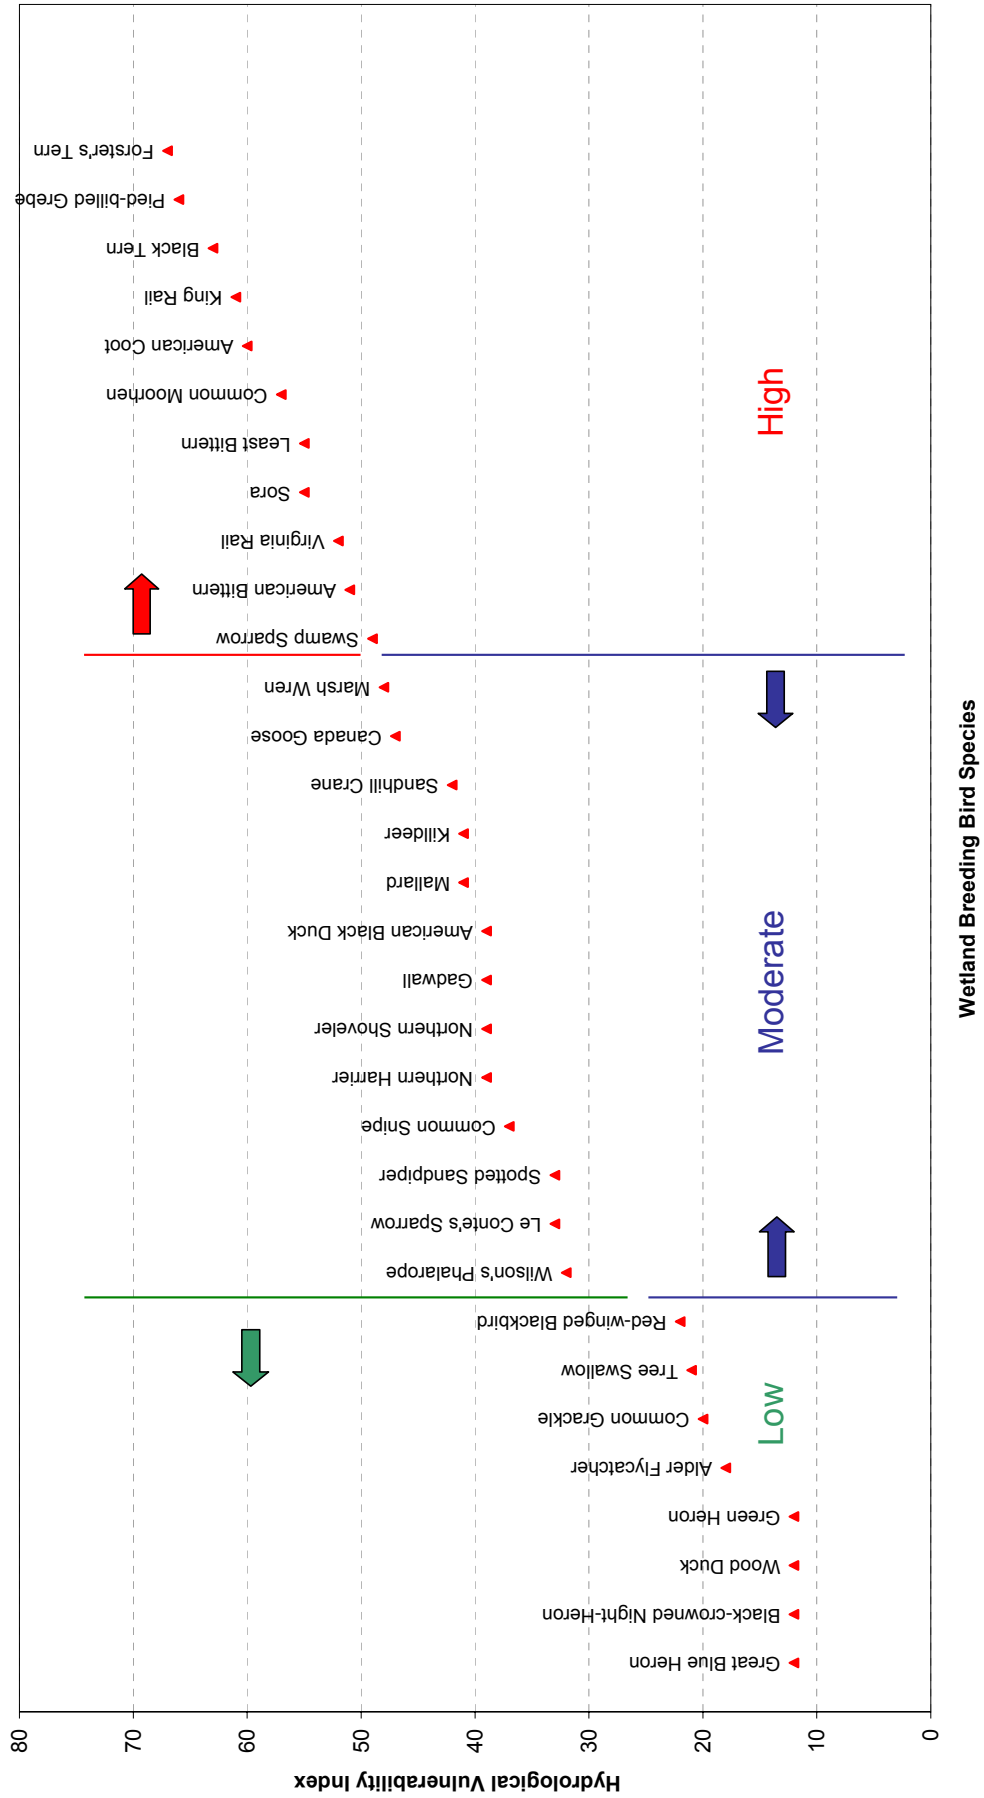 Hydrological Vulnerability Index
80
70
60
50
40
30
20
10
0
Great Blue Heron
Black-crowned Night-Heron
Wood Duck
Green Heron
Alder Flycatcher
Common Grackle
Tree Swallow
Red-winged Blackbird
Wilson's Phalarope
Le Conte's Sparrow
Spotted Sandpiper
Common Snipe
Northern Harrier
Northern Shoveler
Gadwall
American Black Duck
Mallard
Killdeer
Sandhill Crane
Canada Goose
Marsh Wren
Swamp Sparrow
American Bittern
Virginia Rail
Sora
Least Bittern
Common Moorhen
American Coot
King Rail
Black Tern
Pied-billed Grebe
Forster's Tern
Low
Moderate
High
Wetland Breeding Bird Species